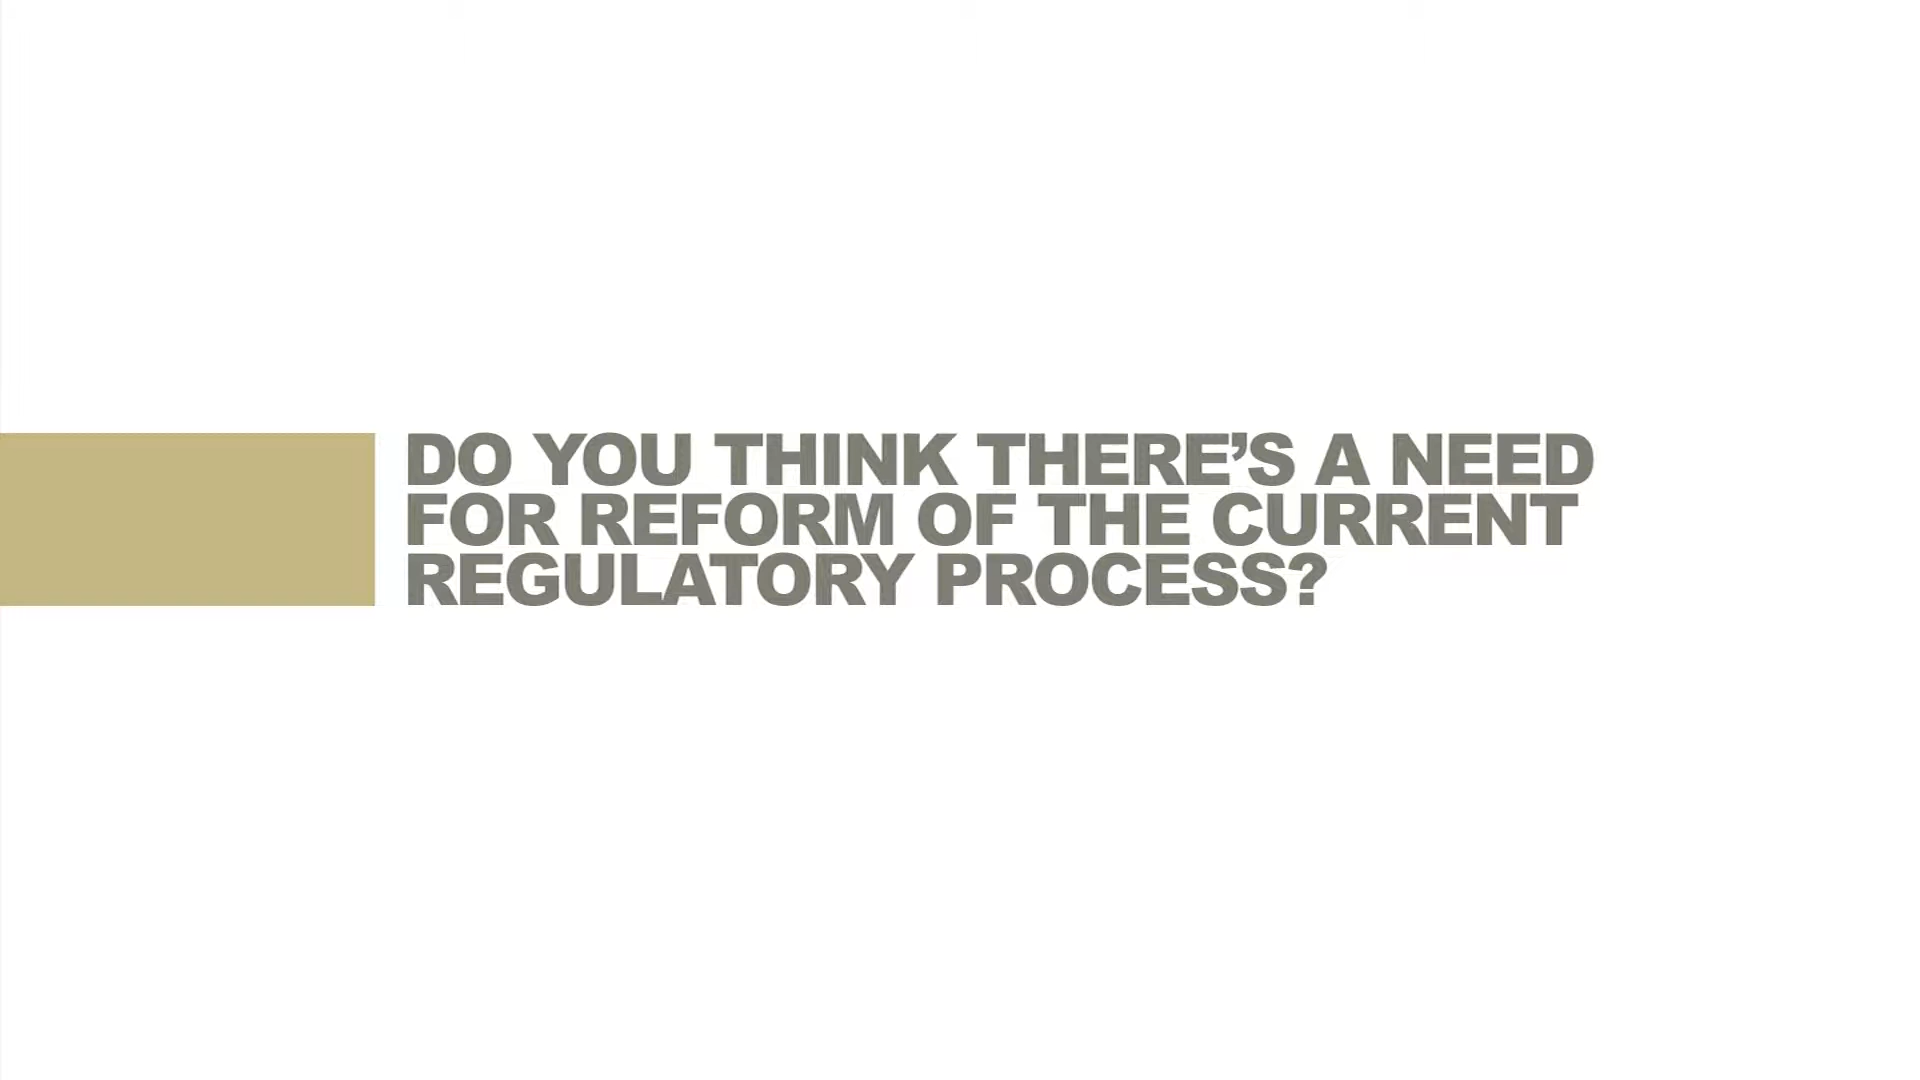 DO YOU THINK THERE’S A NEED
FOR REFORM OF THE CURRENT
REGULATORY PROCESS?